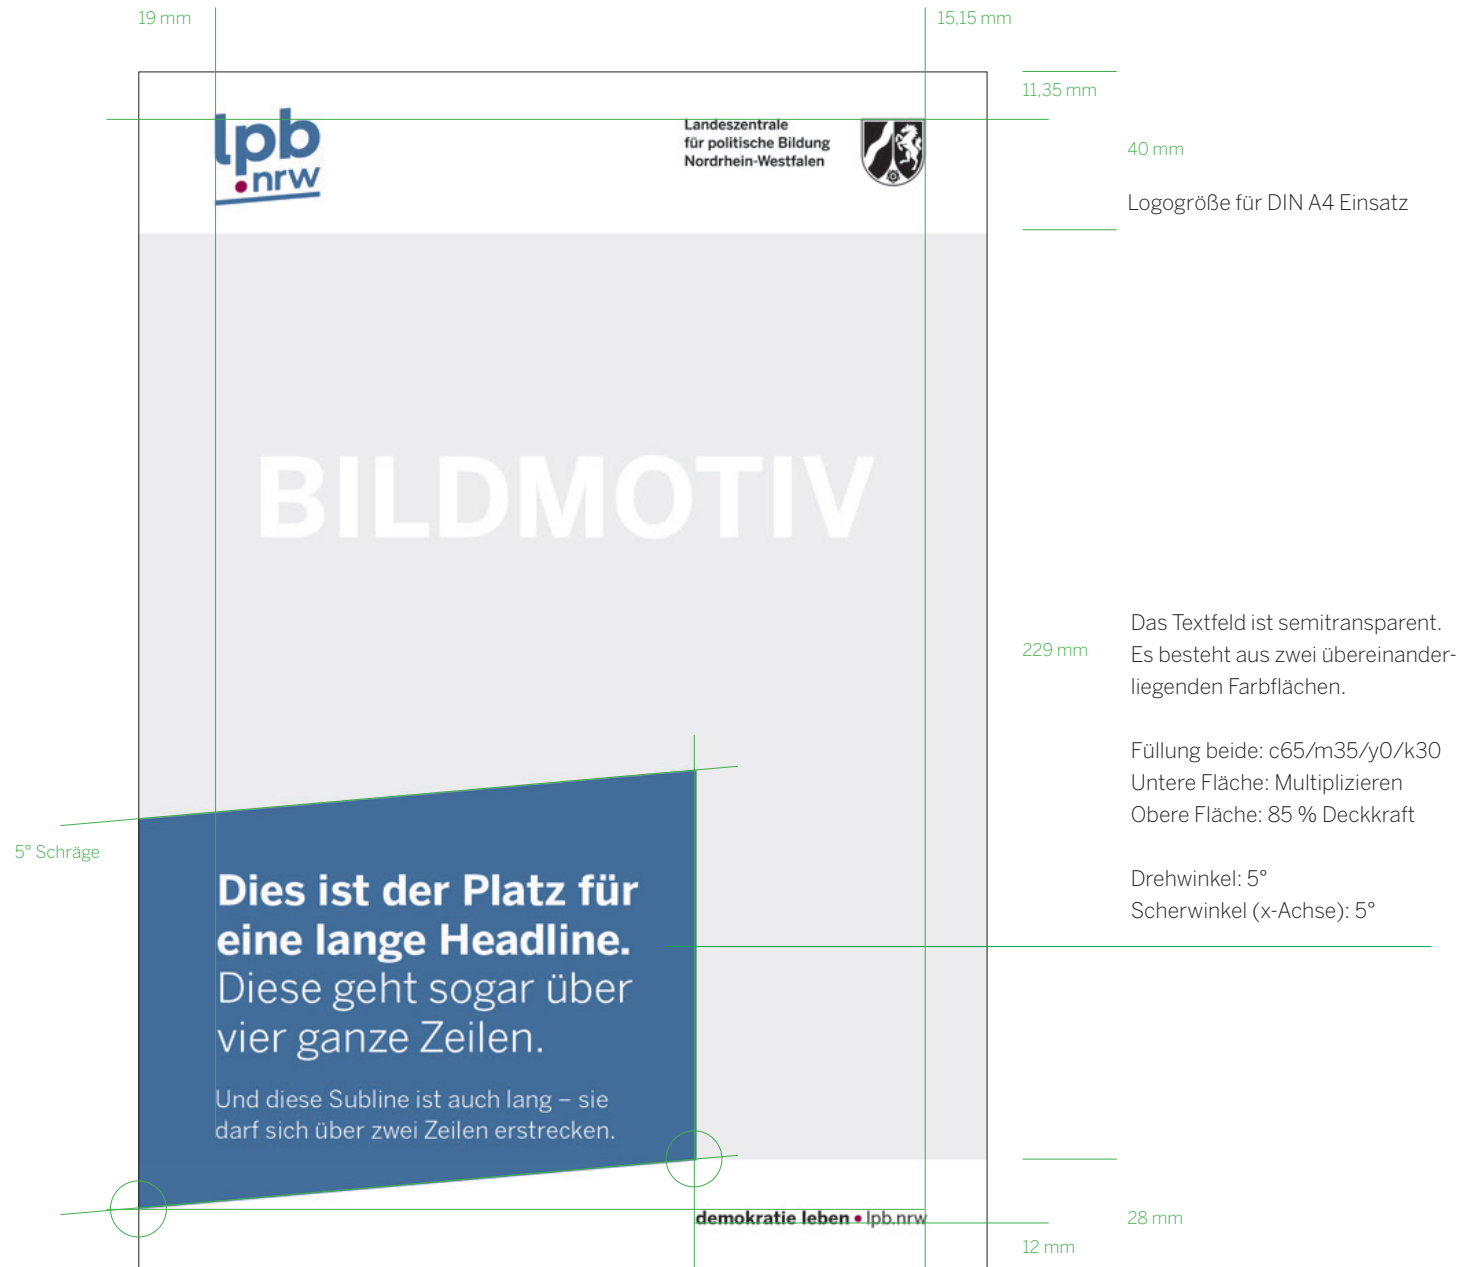 19 mm
15,15 mm
11,35 mm
lpb
nrw
Landeszentrale
für politische Bildung
Nordrhein-Westfalen
40 mm
Logogröße für DIN A4 Einsatz
BILDMOTIV
229 mm
Das Textfeld ist semitransparent.
Es besteht aus zwei übereinander-
liegenden Farbflächen.
Füllung beide: c65/m35/y0/k30
Untere Fläche: Multiplizieren
Obere Fläche: 85 % Deckkraft
Drehwinkel: 5°
Scherwinkel (x-Achse): 5°
5° Schräge
Dies ist der Platz für
eine lange Headline.
Diese geht sogar über
vier ganze Zeilen.
Und diese Subline ist auch lang – sie
darf sich über zwei Zeilen erstrecken.
demokratie leben • lpb.nrw
28 mm
12 mm